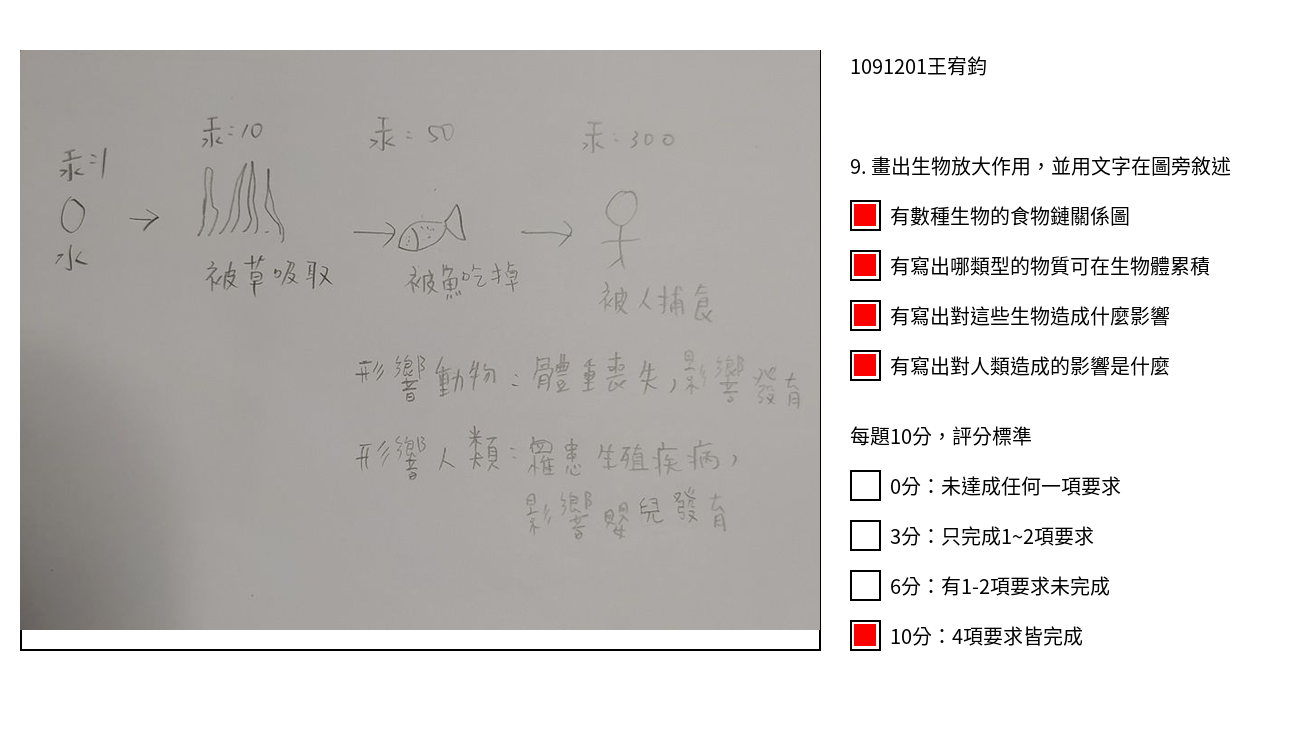 汞:1
水
汞:10
被草吸取
汞:50
被魚吃掉
汞:300
被人捕食
形響動物:體重喪失,影響發育
形響人類:罹患生殖疾病,
影響嬰兒發育
1091201王宥鈞
9. 畫出生物放大作用，並用文字在圖旁敘述
有數種生物的食物鏈關係圖
有寫出哪類型的物質可在生物體累積
有寫出對這些生物造成什麼影響
有寫出對人類造成的影響是什麼
每題10分，評分標準
0分：未達成任何一項要求
3分：只完成1~2項要求
6分：有1-2項要求未完成
10分：4項要求皆完成